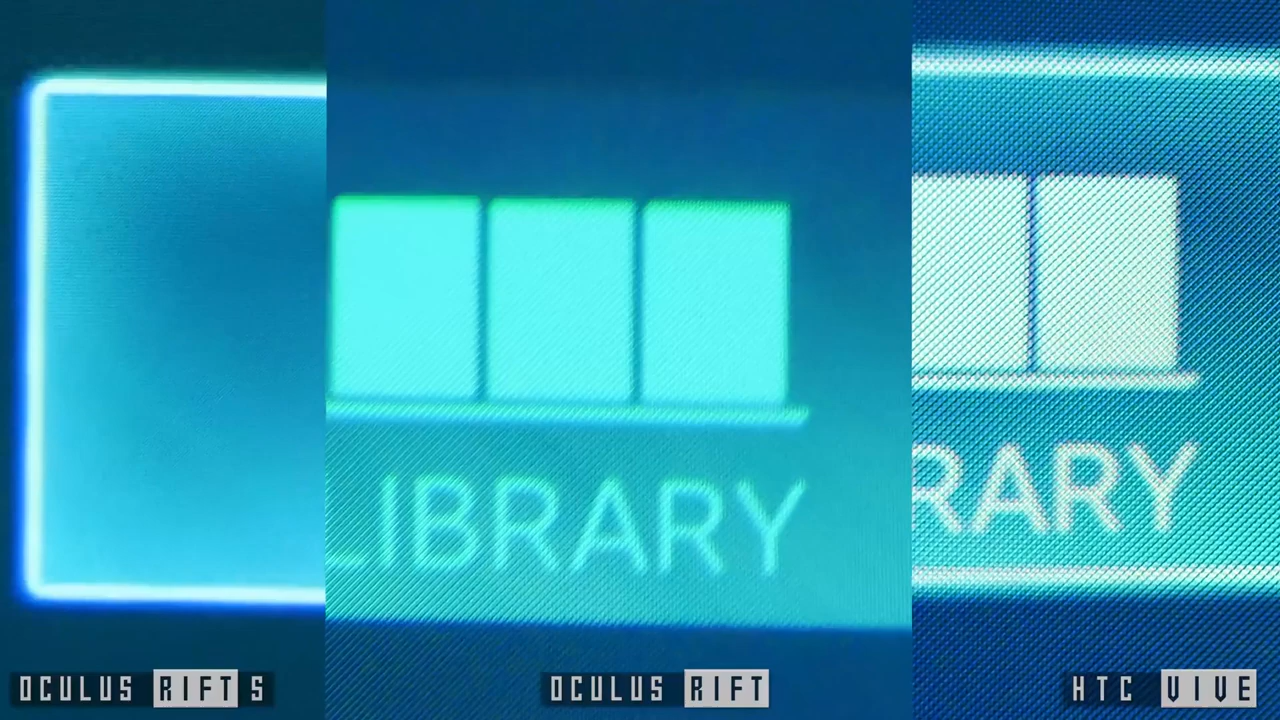 LIBRARY
RARY
OCULUS RIFT S
OCULUS RIFT
HTC VIVE